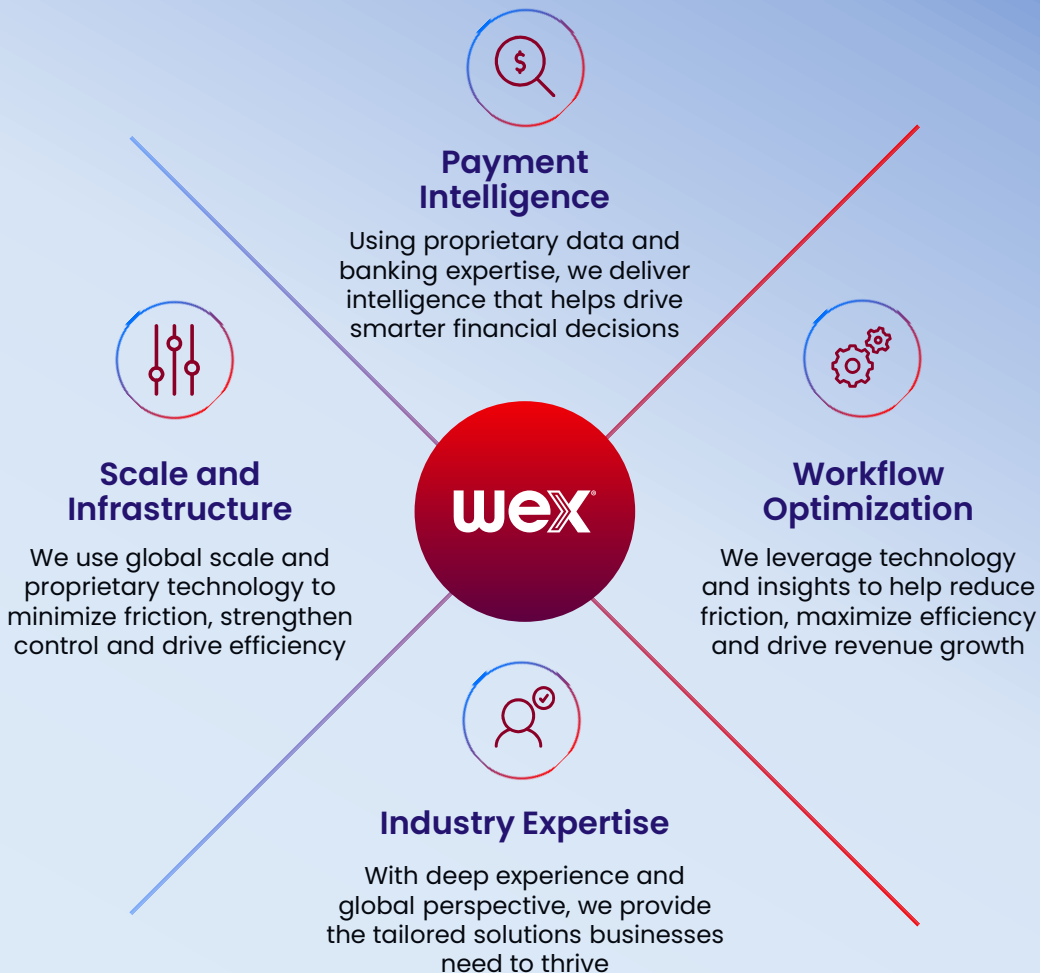 $
Payment
Intelligence
Using proprietary data and
banking expertise, we deliver
intelligence that helps drive
smarter financial decisions
Scale and
Infrastructure
We use global scale and
proprietary technology to
minimize friction, strengthen
control and drive efficiency
wex®
Workflow
Optimization
We leverage technology
and insights to help reduce
friction, maximize efficiency
and drive revenue growth
Industry Expertise
With deep experience and
global perspective, we provide
the tailored solutions businesses
need to thrive